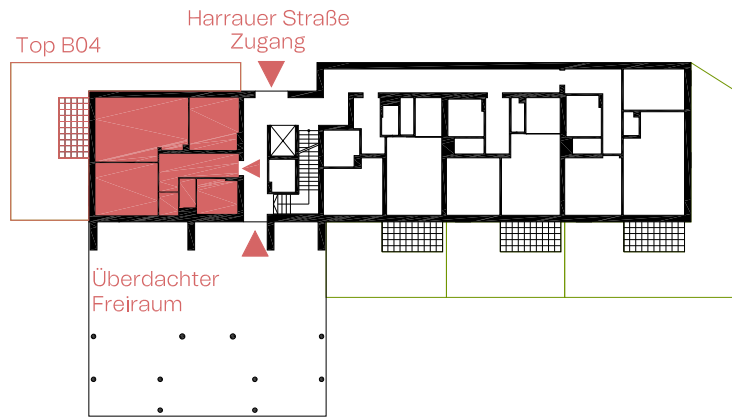 Harrauer Straße
Zugang
Top B04
Überdachter
Freiraum